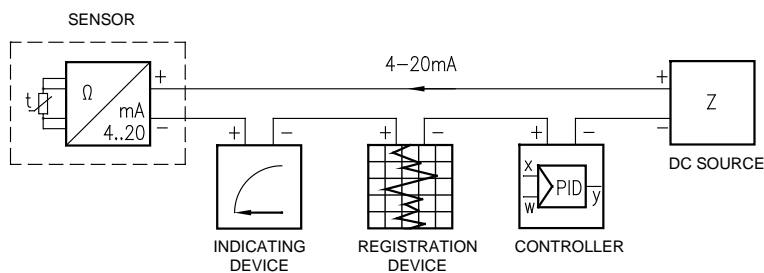 SENSOR
4–20mA
+ +
t Ω mA 4..20
Z
– + – + – + – –
DC SOURCE
x PID y
w
INDICATING DEVICE
REGISTRATION DEVICE
CONTROLLER